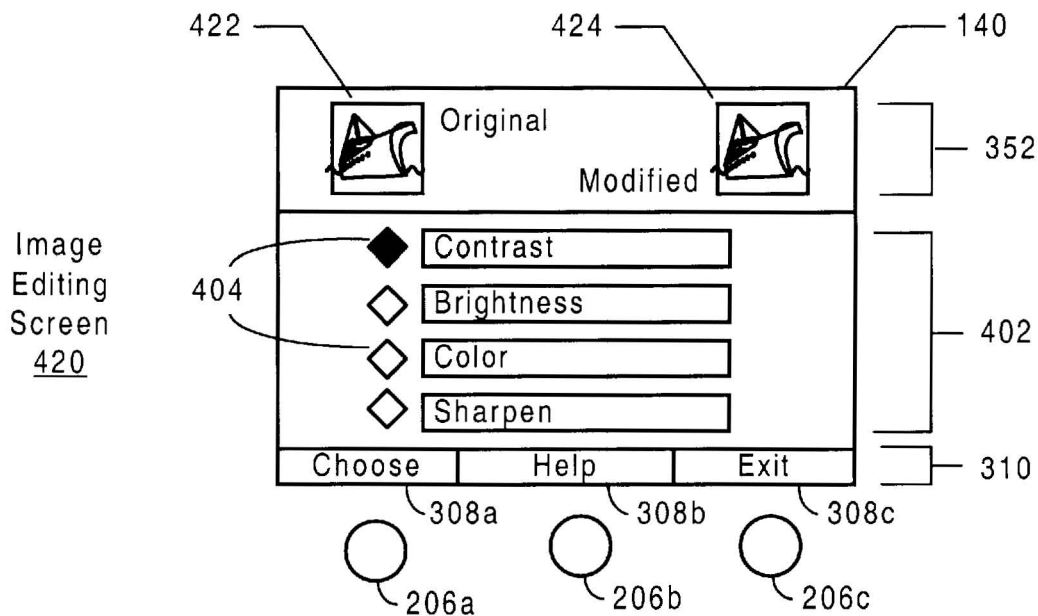 422
424
140
Original
Modified
352
Image
Editing
Screen
420
404
Contrast
Brightness
Color
Sharpen
402
Choose
Help
Exit
310
308a
308b
308c
206a
206b
206c